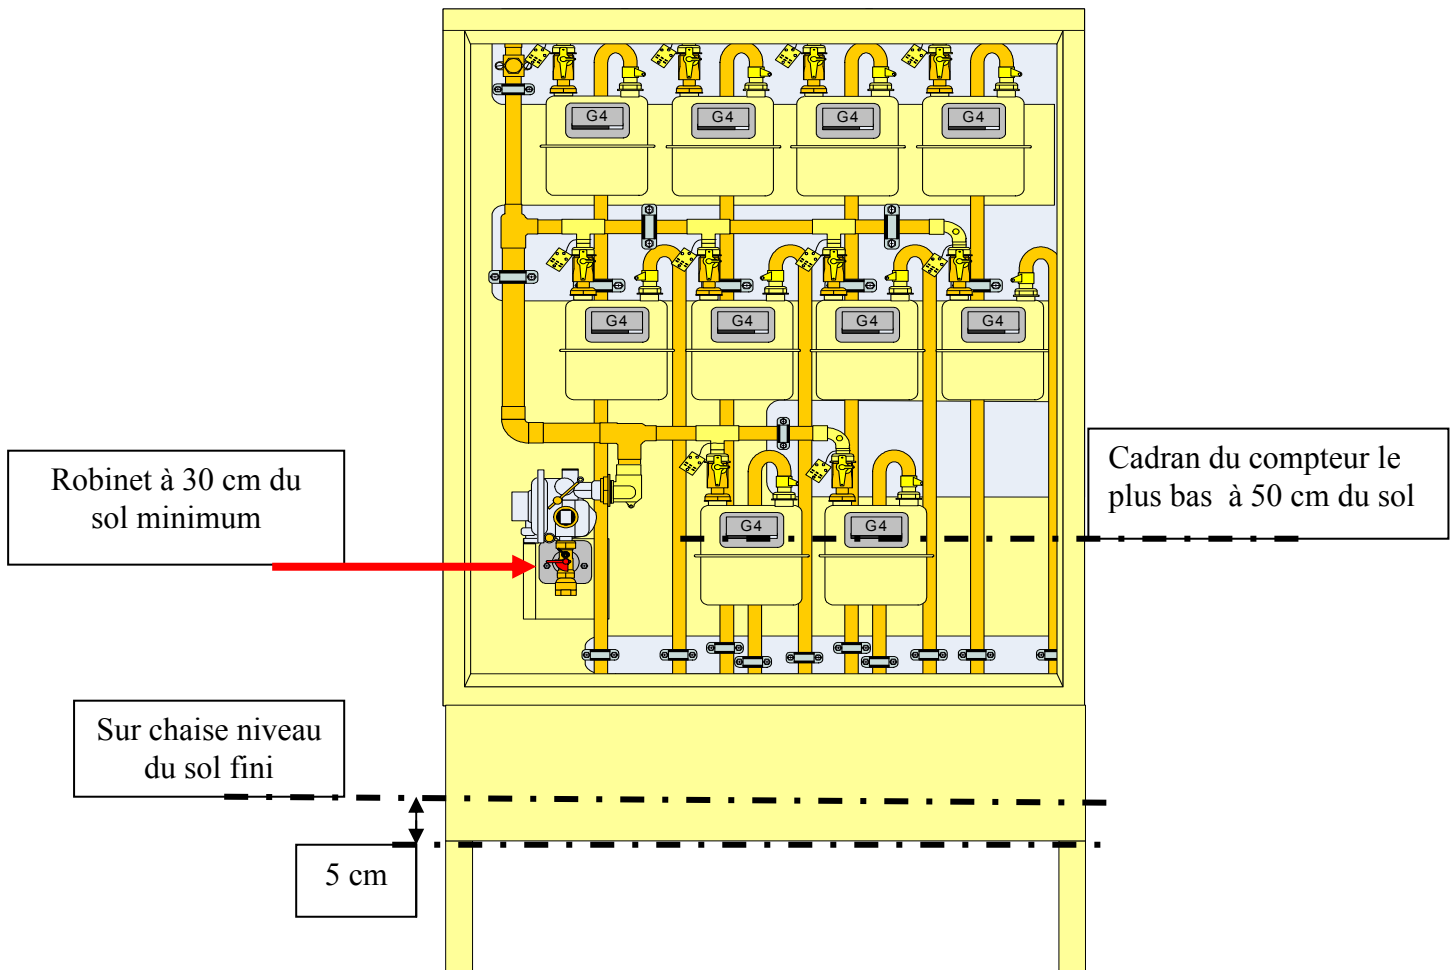 G4 G4 G4 G4
G4 G4 G4 G4
Robinet à 30 cm du
sol minimum
Cadran du compteur le
plus bas à 50 cm du sol
G4 G4
Sur chaise niveau
du sol fini
5 cm